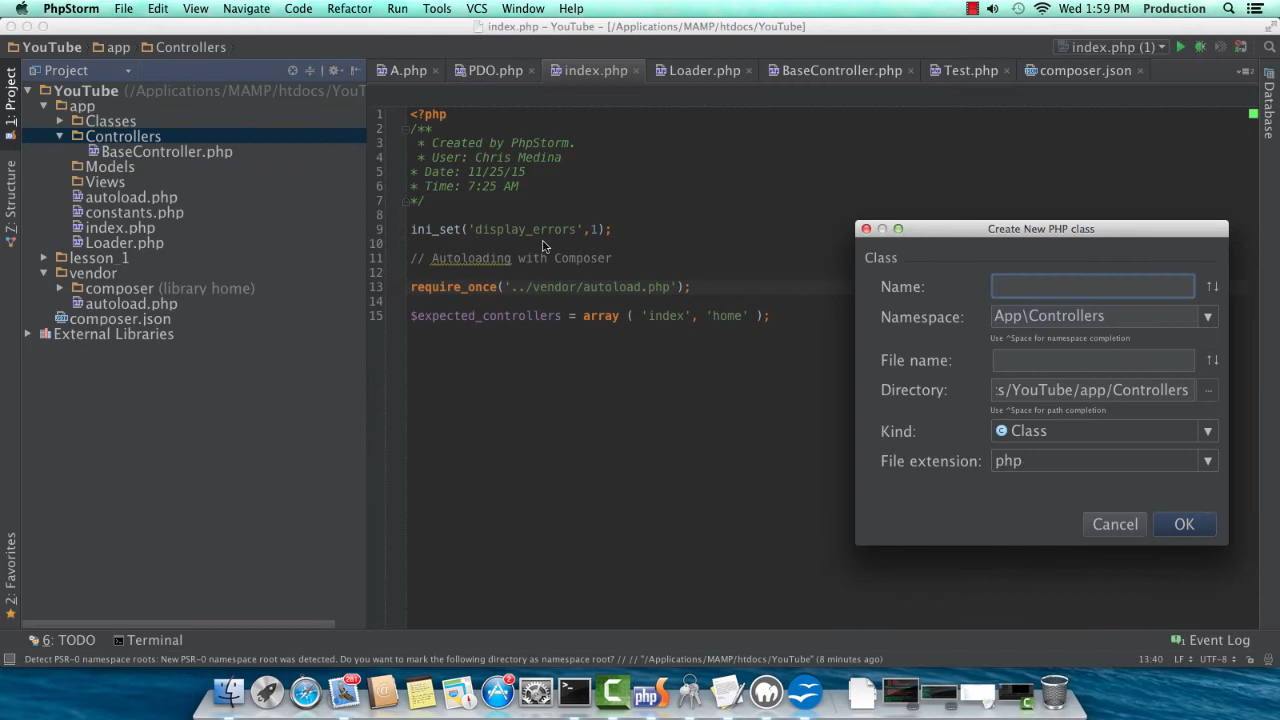 PhpStorm File Edit View Navigate Code Refactor Run Tools VCS Window Help Wed 1:59 PM Production
index.php – YouTube – [/Applications/MAMP/htdocs/YouTube]
YouTube app Controllers index.php (1)
Project A.php PDO.php index.php Loader.php BaseController.php Test.php composer.json
1: Project
Z: Structure
2: Favorites
Database
YouTube (/Applications/MAMP/htdocs/YouT
app
Classes
Controllers
BaseController.php
Models
Views
autoload.php
constants.php
index.php
Loader.php
lesson_1
vendor
composer (library home)
autoload.php
composer.json
External Libraries
1 <?php
2 /**
3 * Created by PhpStorm.
4 * User: Chris Medina
5 * Date: 11/25/15
6 * Time: 7:25 AM
7 */
8
9 ini_set('display_errors',1);
10
11 // Autoloading with Composer
12
13 require_once('../vendor/autoload.php');
14
15 $expected_controllers = array ( 'index', 'home' );
Create New PHP class
Class
Name:
Namespace: App\Controllers
Use ^Space for namespace completion
File name:
Directory: :s/YouTube/app/Controllers ...
Use ^Space for path completion
Kind: Class
File extension: php
Cancel OK
6: TODO Terminal 1 Event Log
Detect PSR-0 namespace roots: New PSR-0 namespace root was detected. Do you want to mark the following directory as namespace root? // // "/Applications/MAMP/htdocs/YouTube" (8 minutes ago) 13:40 LF UTF-8
281 2 php